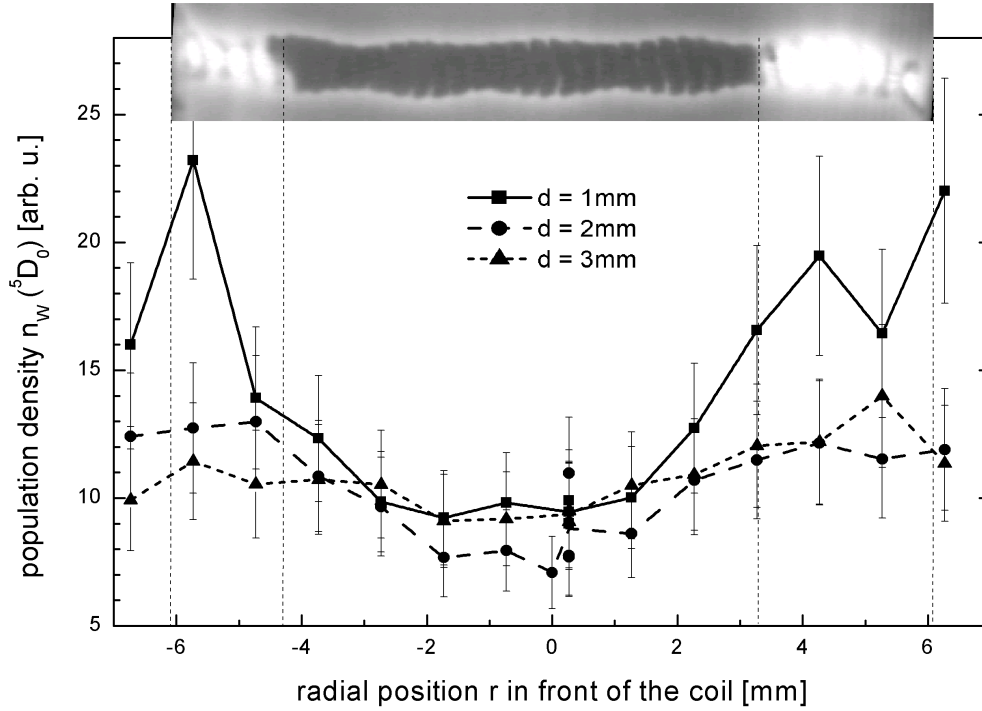 population density n_W (⁵D₀) [arb. u.]
25
20
15
10
5
d = 1mm
d = 2mm
d = 3mm
-6 -4 -2 0 2 4 6
radial position r in front of the coil [mm]